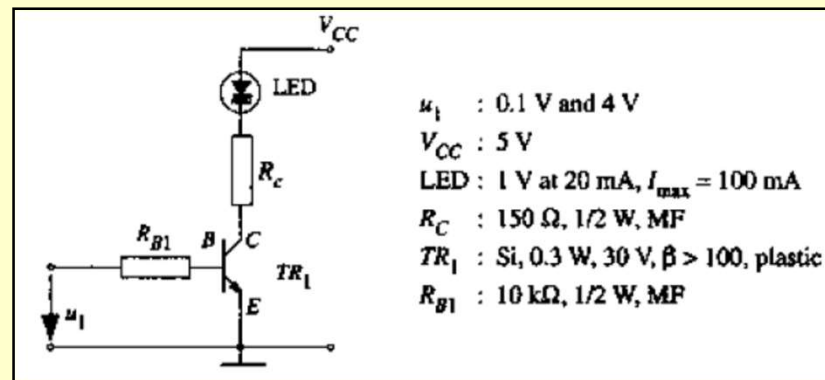 V_CC
LED
R_c
R_B1
B
C
TR_1
E
u_1
u_1 : 0.1 V and 4 V
V_CC : 5 V
LED : 1 V at 20 mA, I_max = 100 mA
R_C : 150 Ω, 1/2 W, MF
TR_1 : Si, 0.3 W, 30 V, β > 100, plastic
R_B1 : 10 kΩ, 1/2 W, MF